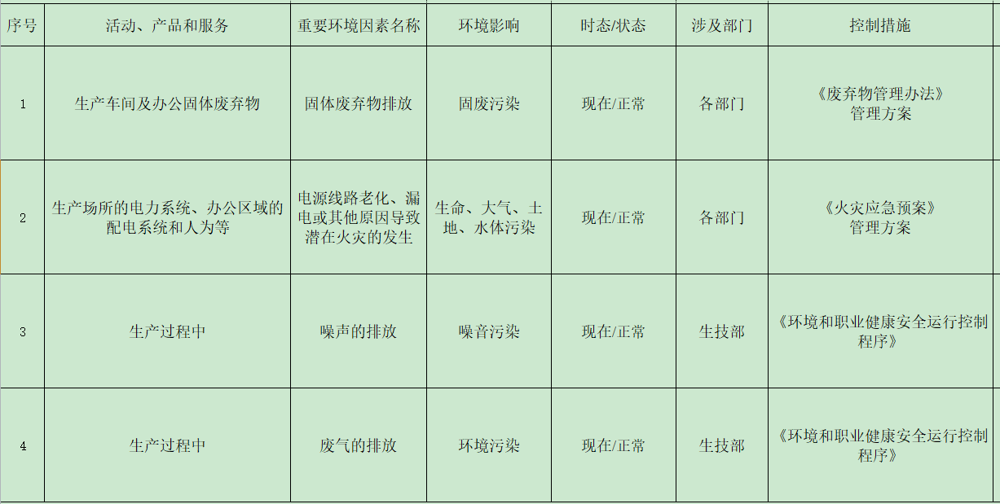 序号 活动、产品和服务 重要环境因素名称 环境影响 时态/状态 涉及部门 控制措施
1 生产车间及办公固体废弃物 固体废弃物排放 固废污染 现在/正常 各部门 《废弃物管理办法》
管理方案
2 生产场所的电力系统、办公区域的
配电系统和人为等
电源线路老化、漏
电或其他原因导致
潜在火灾的发生
生命、大气、土
地、水体污染
现在/正常 各部门 《火灾应急预案》
管理方案
3 生产过程中 噪声的排放 噪音污染 现在/正常 生技部 《环境和职业健康安全运行控制
程序》
4 生产过程中 废气的排放 环境污染 现在/正常 生技部 《环境和职业健康安全运行控制
程序》